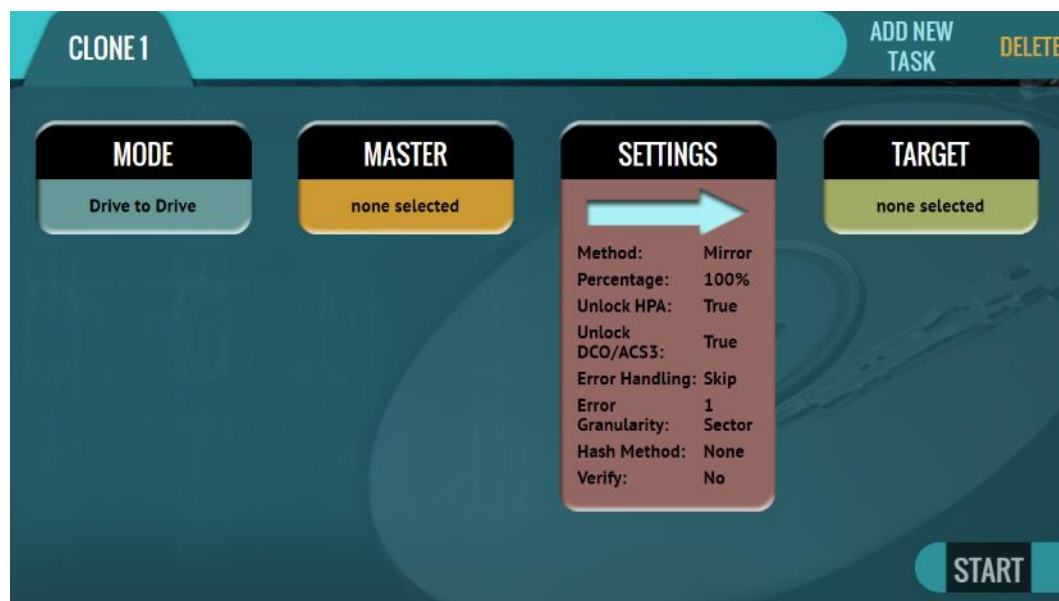 CLONE 1
ADD NEW
TASK
DELETE
MODE
Drive to Drive
MASTER
none selected
SETTINGS
Method: Mirror
Percentage: 100%
Unlock HPA: True
Unlock
DCO/ACS3: True
Error Handling: Skip
Error 1
Granularity: Sector
Hash Method: None
Verify: No
TARGET
none selected
START